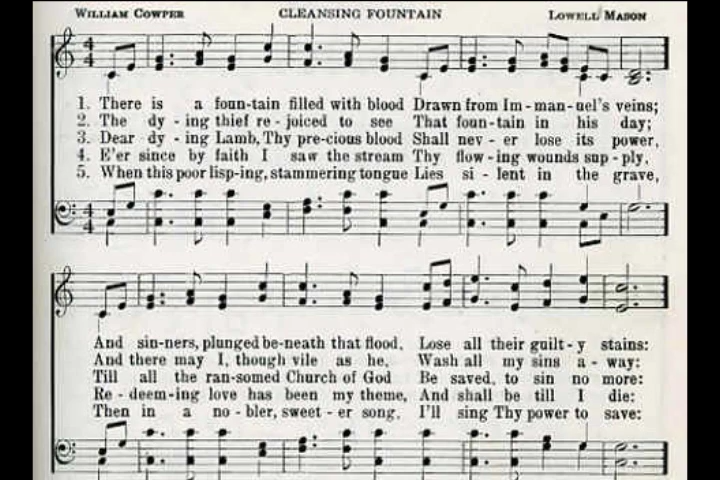 WILLIAM COWPER CLEANSING FOUNTAIN LOWELL MASON
4
4
1. There is a foun-tain filled with blood Drawn from Im-man-uel's veins;
2. The dy-ing thief re-joiced to see That foun-tain in his day;
3. Dear dy-ing Lamb, Thy pre-cious blood Shall nev-er lose its power,
4. E'er since by faith I saw the stream Thy flow-ing wounds sup-ply,
5. When this poor lisp-ing, stammering tongue Lies si-lent in the grave,
4
4
And sin-ners, plunged be-neath that flood, Lose all their guilt-y stains:
And there may I, though vile as he, Wash all my sins a-way:
Till all the ran-somed Church of God Be saved, to sin no more:
Re-deem-ing love has been my theme, And shall be till I die:
Then in a no-bler, sweet-er song, I'll sing Thy power to save: